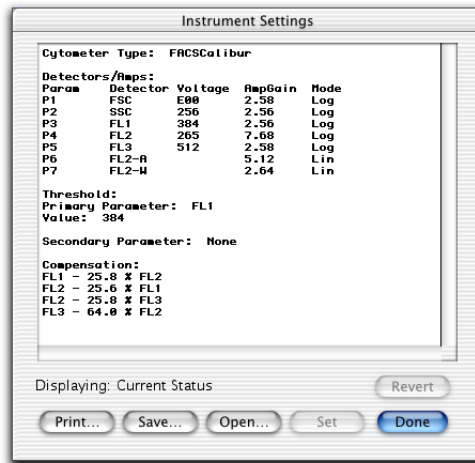 Instrument Settings
Cytometer Type: FACSCalibur
Detectors/Amps:
Param Detector Voltage AmpGain Mode
P1 FSC E00 2.58 Log
P2 SSC 256 2.56 Log
P3 FL1 384 2.56 Log
P4 FL2 265 7.68 Log
P5 FL3 512 2.58 Log
P6 FL2-A 5.12 Lin
P7 FL2-W 2.64 Lin
Threshold:
Primary Parameter: FL1
Value: 384
Secondary Parameter: None
Compensation:
FL1 - 25.8 % FL2
FL2 - 25.6 % FL1
FL2 - 25.8 % FL3
FL3 - 64.0 % FL2
Displaying: Current Status
Revert
Print... Save... Open... Set Done